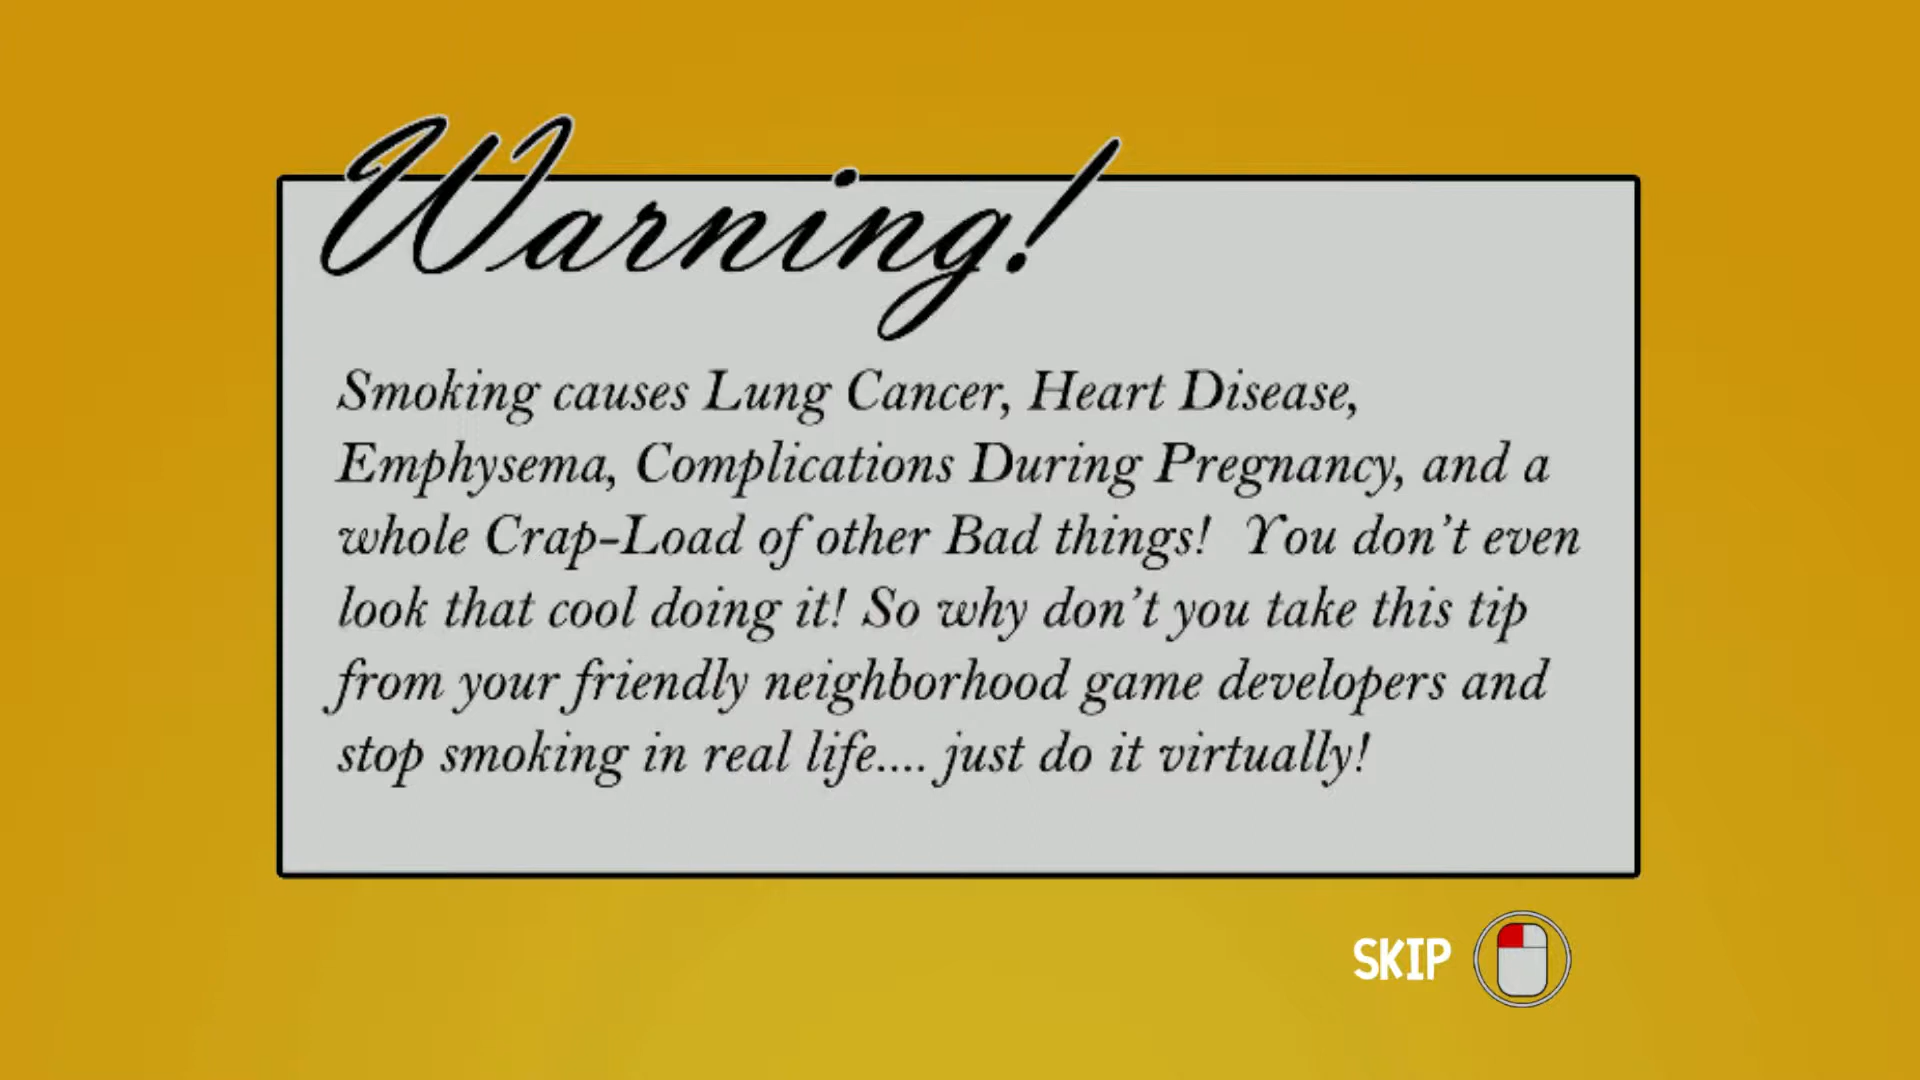 Warning!
Smoking causes Lung Cancer, Heart Disease,
Emphysema, Complications During Pregnancy, and a
whole Crap-Load of other Bad things!  You don't even
look that cool doing it! So why don't you take this tip
from your friendly neighborhood game developers and
stop smoking in real life.... just do it virtually!
SKIP